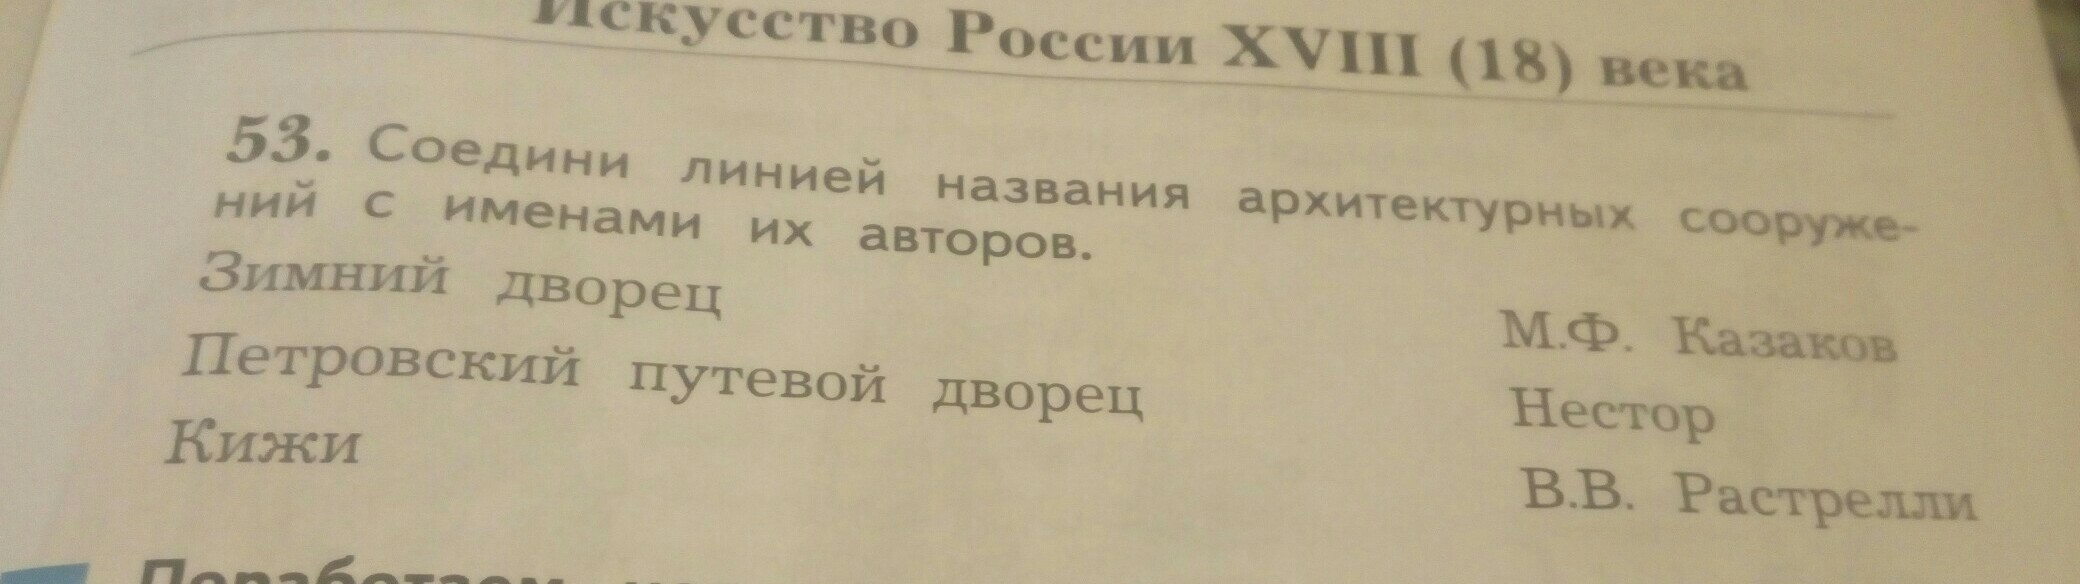 Искусство России XVIII (18) века
53. Соедини линией названия архитектурных сооруже-
ний с именами их авторов.
Зимний дворец
М.Ф. Казаков
Петровский путевой дворец
Нестор
Кижи
В.В. Растрелли
Поработаем